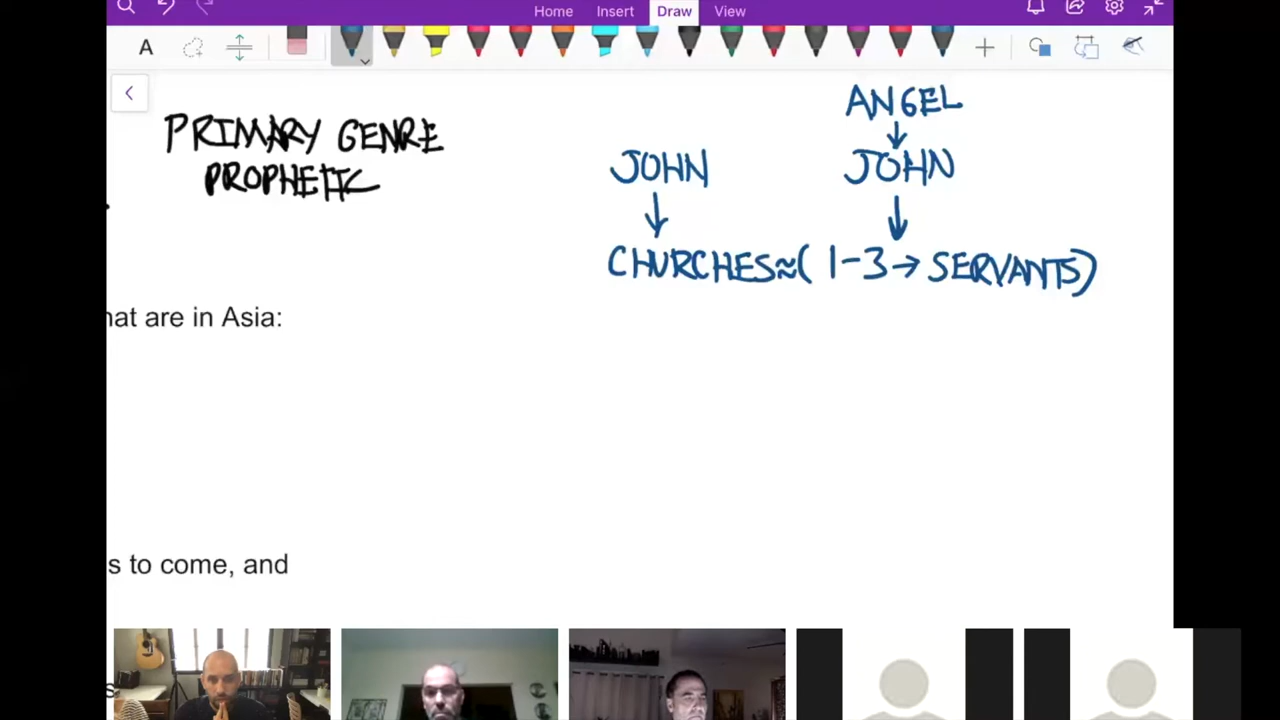 Home Insert Draw View
A
ANGEL
PRIMARY GENRE
PROPHETIC
JOHN JOHN
CHURCHES≈( 1-3→ SERVANTS)
hat are in Asia:
s to come, and
s